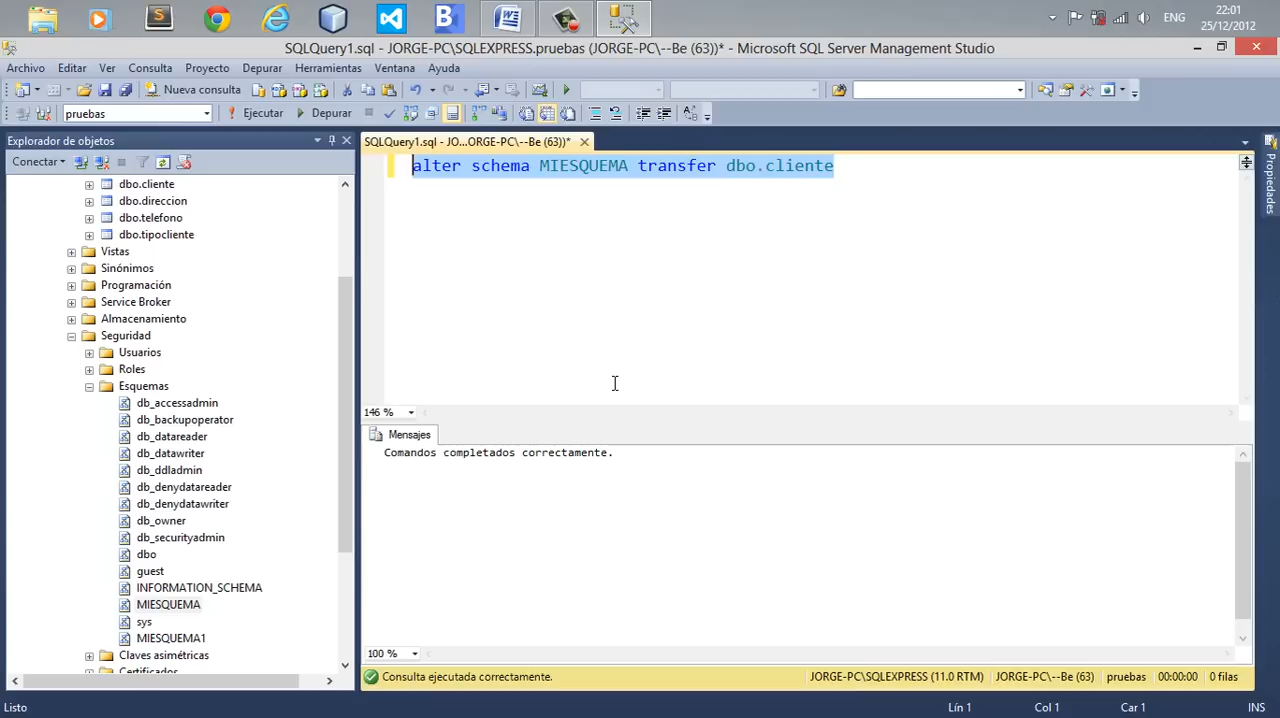 22:01
ENG
25/12/2012
SQLQuery1.sql - JORGE-PC\SQLEXPRESS.pruebas (JORGE-PC\--Be (63))* - Microsoft SQL Server Management Studio
Archivo Editar Ver Consulta Proyecto Depurar Herramientas Ventana Ayuda
Nueva consulta
pruebas Ejecutar Depurar
Explorador de objetos
SQLQuery1.sql - JO...ORGE-PC\--Be (63))*
Conectar
alter schema MIESQUEMA transfer dbo.cliente
Propiedades
dbo.cliente
dbo.direccion
dbo.telefono
dbo.tipocliente
Vistas
Sinónimos
Programación
Service Broker
Almacenamiento
Seguridad
Usuarios
Roles
Esquemas
db_accessadmin
db_backupoperator
db_datareader
db_datawriter
db_ddladmin
db_denydatareader
db_denydatawriter
db_owner
db_securityadmin
dbo
guest
INFORMATION_SCHEMA
MIESQUEMA
sys
MIESQUEMA1
Claves asimétricas
Certificados
146 %
Mensajes
Comandos completados correctamente.
100 %
Consulta ejecutada correctamente. JORGE-PC\SQLEXPRESS (11.0 RTM) JORGE-PC\--Be (63) pruebas 00:00:00 0 filas
Listo Lín 1 Col 1 Car 1 INS